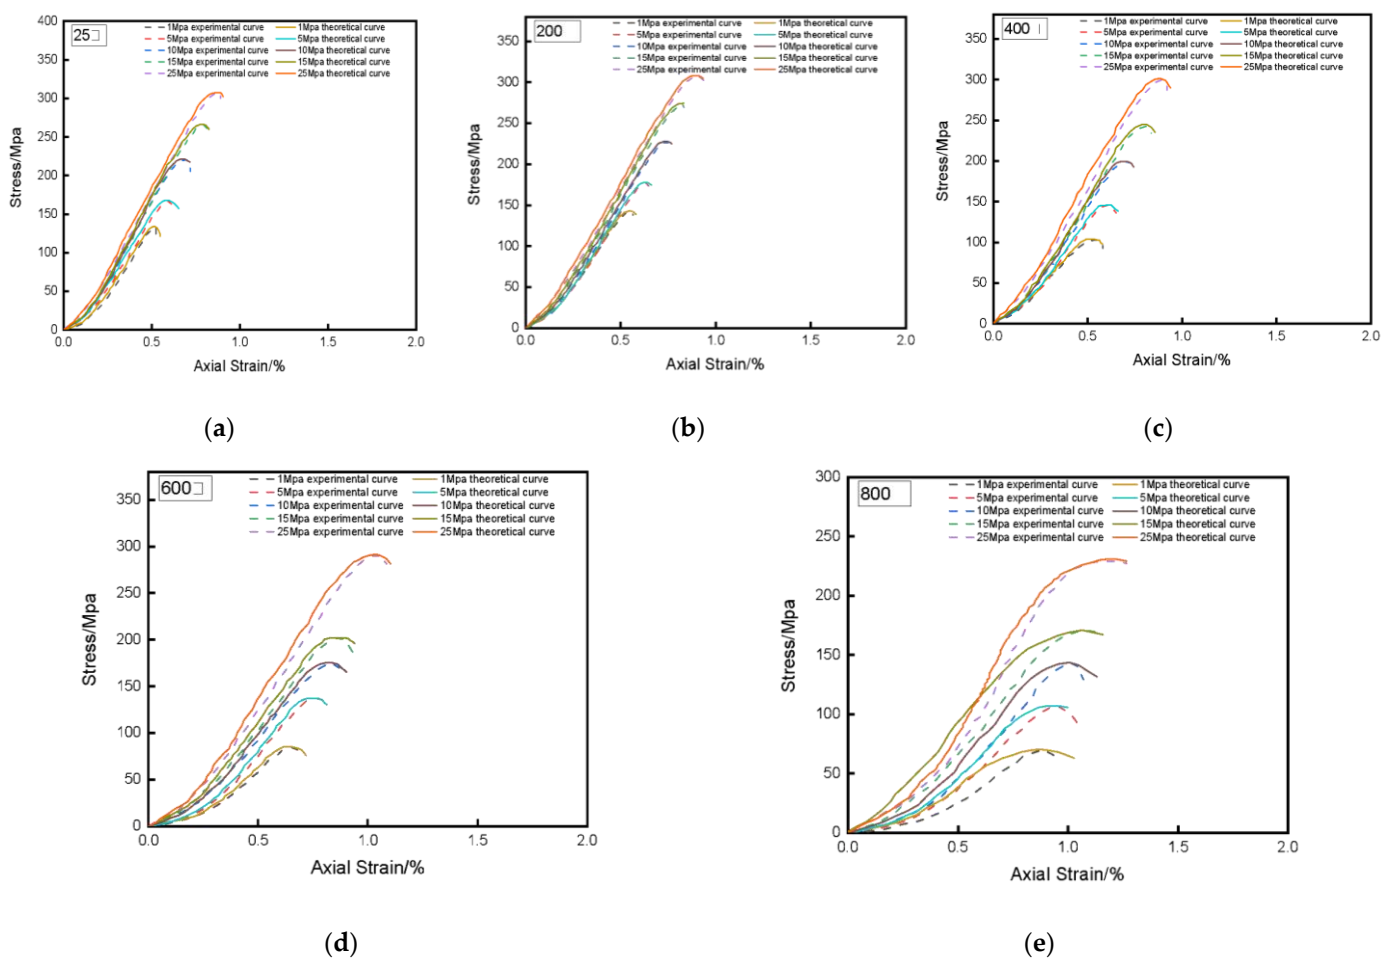 25□
1Mpa experimental curve 1Mpa theoretical curve
5Mpa experimental curve 5Mpa theoretical curve
10Mpa experimental curve 10Mpa theoretical curve
15Mpa experimental curve 15Mpa theoretical curve
25Mpa experimental curve 25Mpa theoretical curve
Stress/Mpa
400
350
300
250
200
150
100
50
0
0.0 0.5 1.0 1.5 2.0
Axial Strain/%
(a)
200
1Mpa experimental curve 1Mpa theoretical curve
5Mpa experimental curve 5Mpa theoretical curve
10Mpa experimental curve 10Mpa theoretical curve
15Mpa experimental curve 15Mpa theoretical curve
25Mpa experimental curve 25Mpa theoretical curve
Stress/Mpa
350
300
250
200
150
100
50
0
0.0 0.5 1.0 1.5 2.0
Axial Strain/%
(b)
400
1Mpa experimental curve 1Mpa theoretical curve
5Mpa experimental curve 5Mpa theoretical curve
10Mpa experimental curve 10Mpa theoretical curve
15Mpa experimental curve 15Mpa theoretical curve
25Mpa experimental curve 25Mpa theoretical curve
Stress/Mpa
350
300
250
200
150
100
50
0
0.0 0.5 1.0 1.5 2.0
Axial Strain/%
(c)
600□
1Mpa experimental curve 1Mpa theoretical curve
5Mpa experimental curve 5Mpa theoretical curve
10Mpa experimental curve 10Mpa theoretical curve
15Mpa experimental curve 15Mpa theoretical curve
25Mpa experimental curve 25Mpa theoretical curve
Stress/Mpa
350
300
250
200
150
100
50
0
0.0 0.5 1.0 1.5 2.0
Axial Strain/%
(d)
800
1Mpa experimental curve 1Mpa theoretical curve
5Mpa experimental curve 5Mpa theoretical curve
10Mpa experimental curve 10Mpa theoretical curve
15Mpa experimental curve 15Mpa theoretical curve
25Mpa experimental curve 25Mpa theoretical curve
Stress/Mpa
300
250
200
150
100
50
0
0.0 0.5 1.0 1.5 2.0
Axial Strain/%
(e)